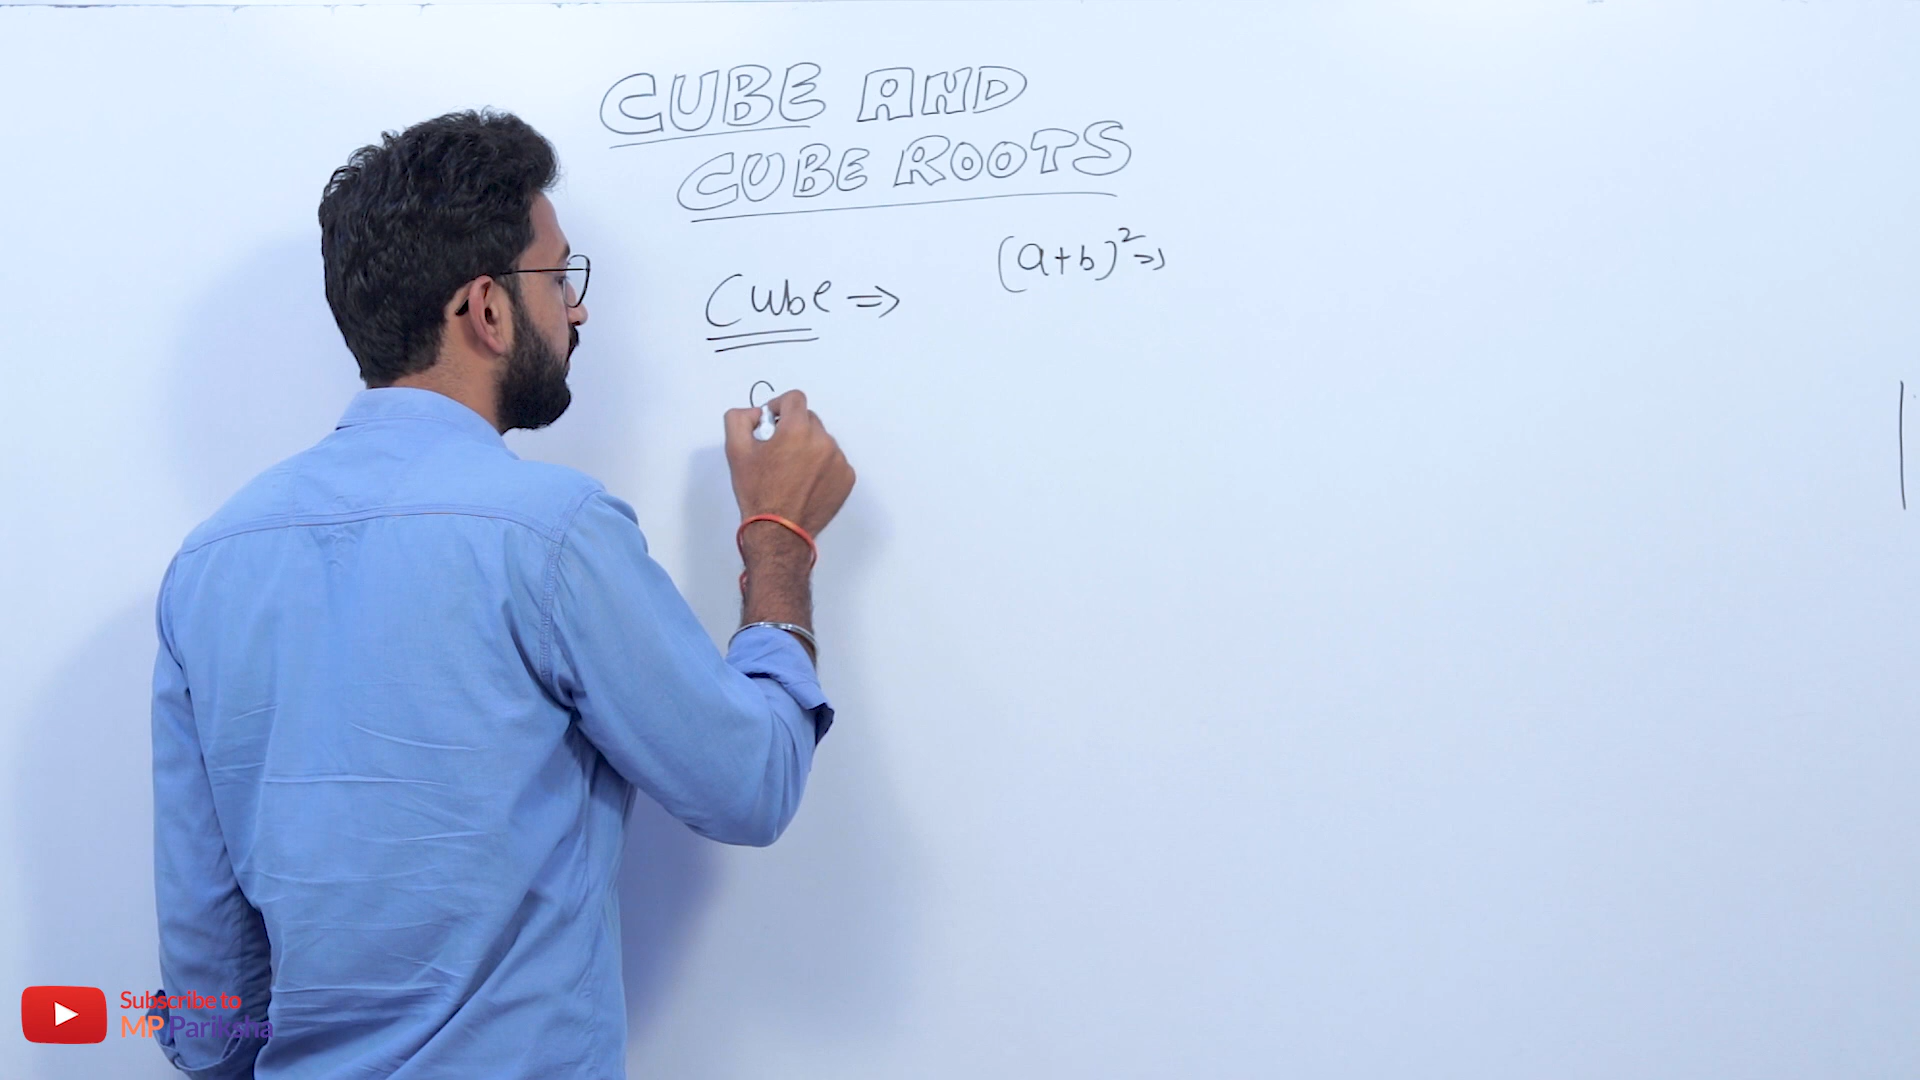 CUBE AND
CUBE ROOTS
(a+b)²⇒
Cube ⇒
Subscribe to
MP Pariksha